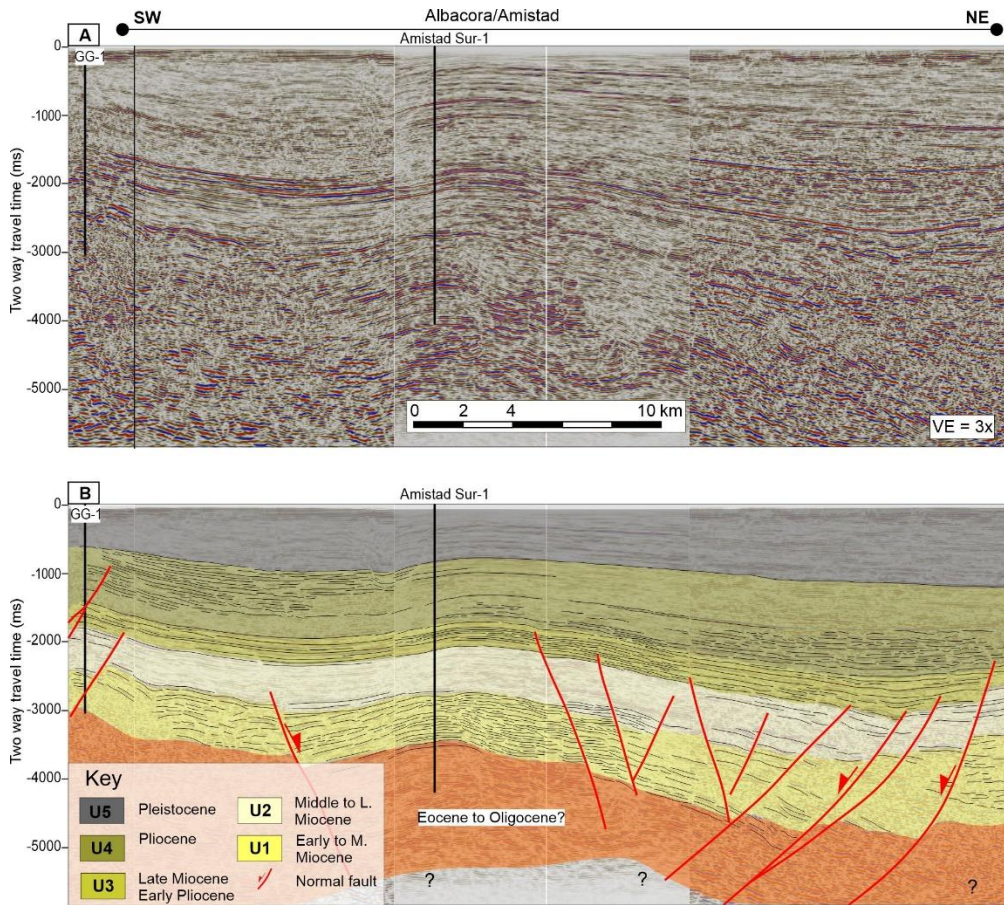 Albacora/Amistad
SW
NE
A
Amistad Sur-1
GG-1
0
-1000
-2000
-3000
-4000
-5000
Two way travel time (ms)
0 2 4 10 km
VE = 3x
B
Amistad Sur-1
GG-1
0
-1000
-2000
-3000
-4000
-5000
Two way travel time (ms)
Key
U5 Pleistocene
U4 Pliocene
U3 Late Miocene
Early Pliocene
U2 Middle to L.
Miocene
U1 Early to M.
Miocene
Normal fault
Eocene to Oligocene?
?
?
?